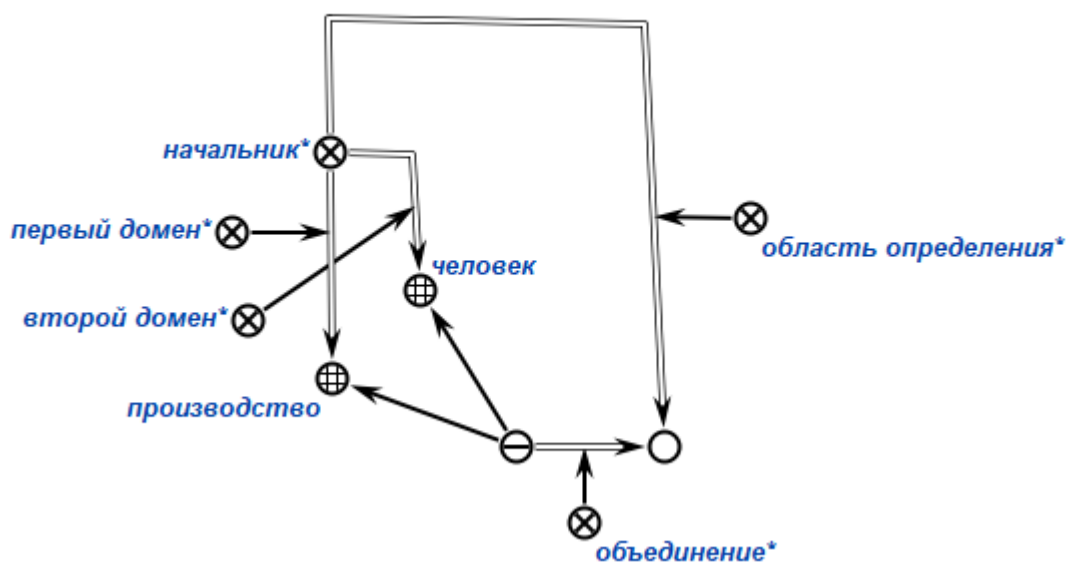 начальник*
первый домен*
область определения*
человек
второй домен*
производство
объединение*